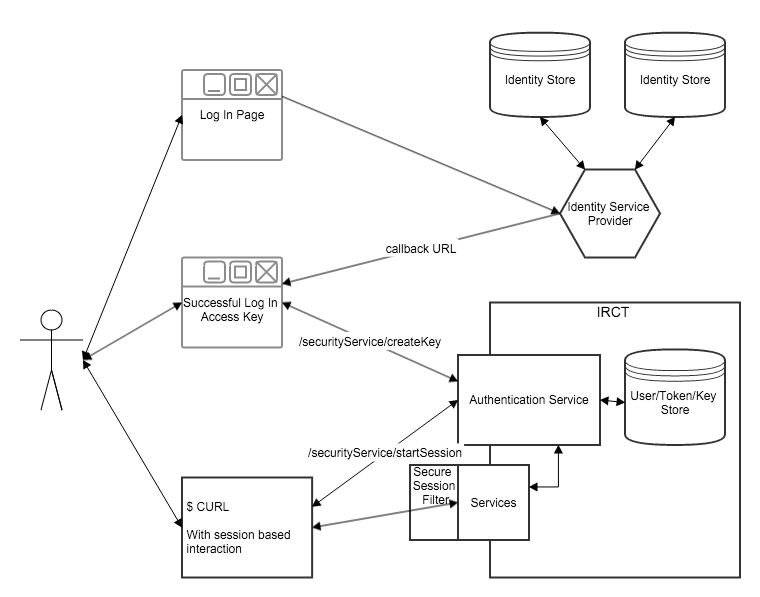 Identity Store
Identity Store
Log In Page
Identity Service
Provider
callback URL
Successful Log In
Access Key
IRCT
/securityService/createKey
Authentication Service
User/Token/Key
Store
/securityService/startSession
Secure
Session
Filter
Services
$ CURL
With session based
interaction